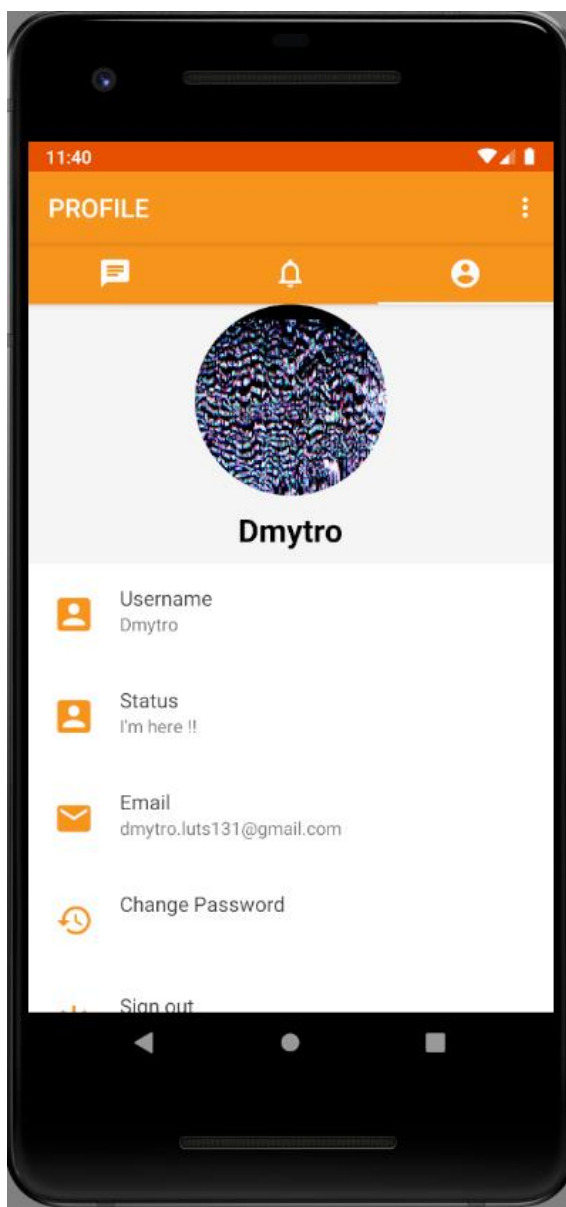 11:40
PROFILE
Dmytro
Username
Dmytro
Status
I'm here !!
Email
dmytro.luts131@gmail.com
Change Password
Sign out